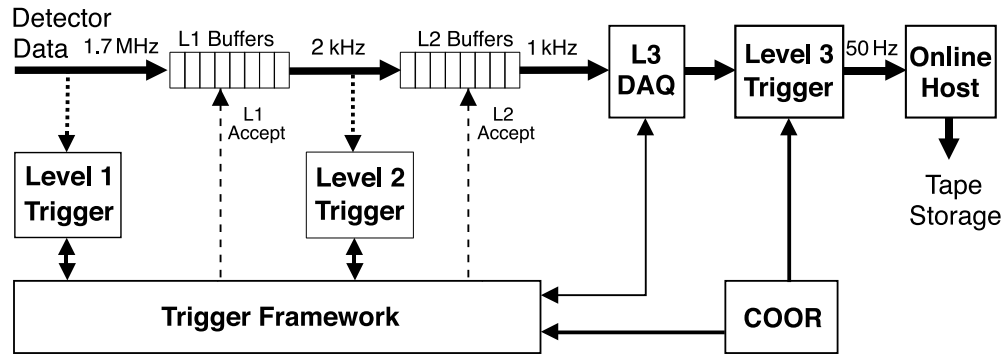 Detector
Data
1.7 MHz
L1 Buffers
2 kHz
L2 Buffers
1 kHz
L3
DAQ
Level 3
Trigger
50 Hz
Online
Host
L1
Accept
L2
Accept
Level 1
Trigger
Level 2
Trigger
Tape
Storage
Trigger Framework
COOR